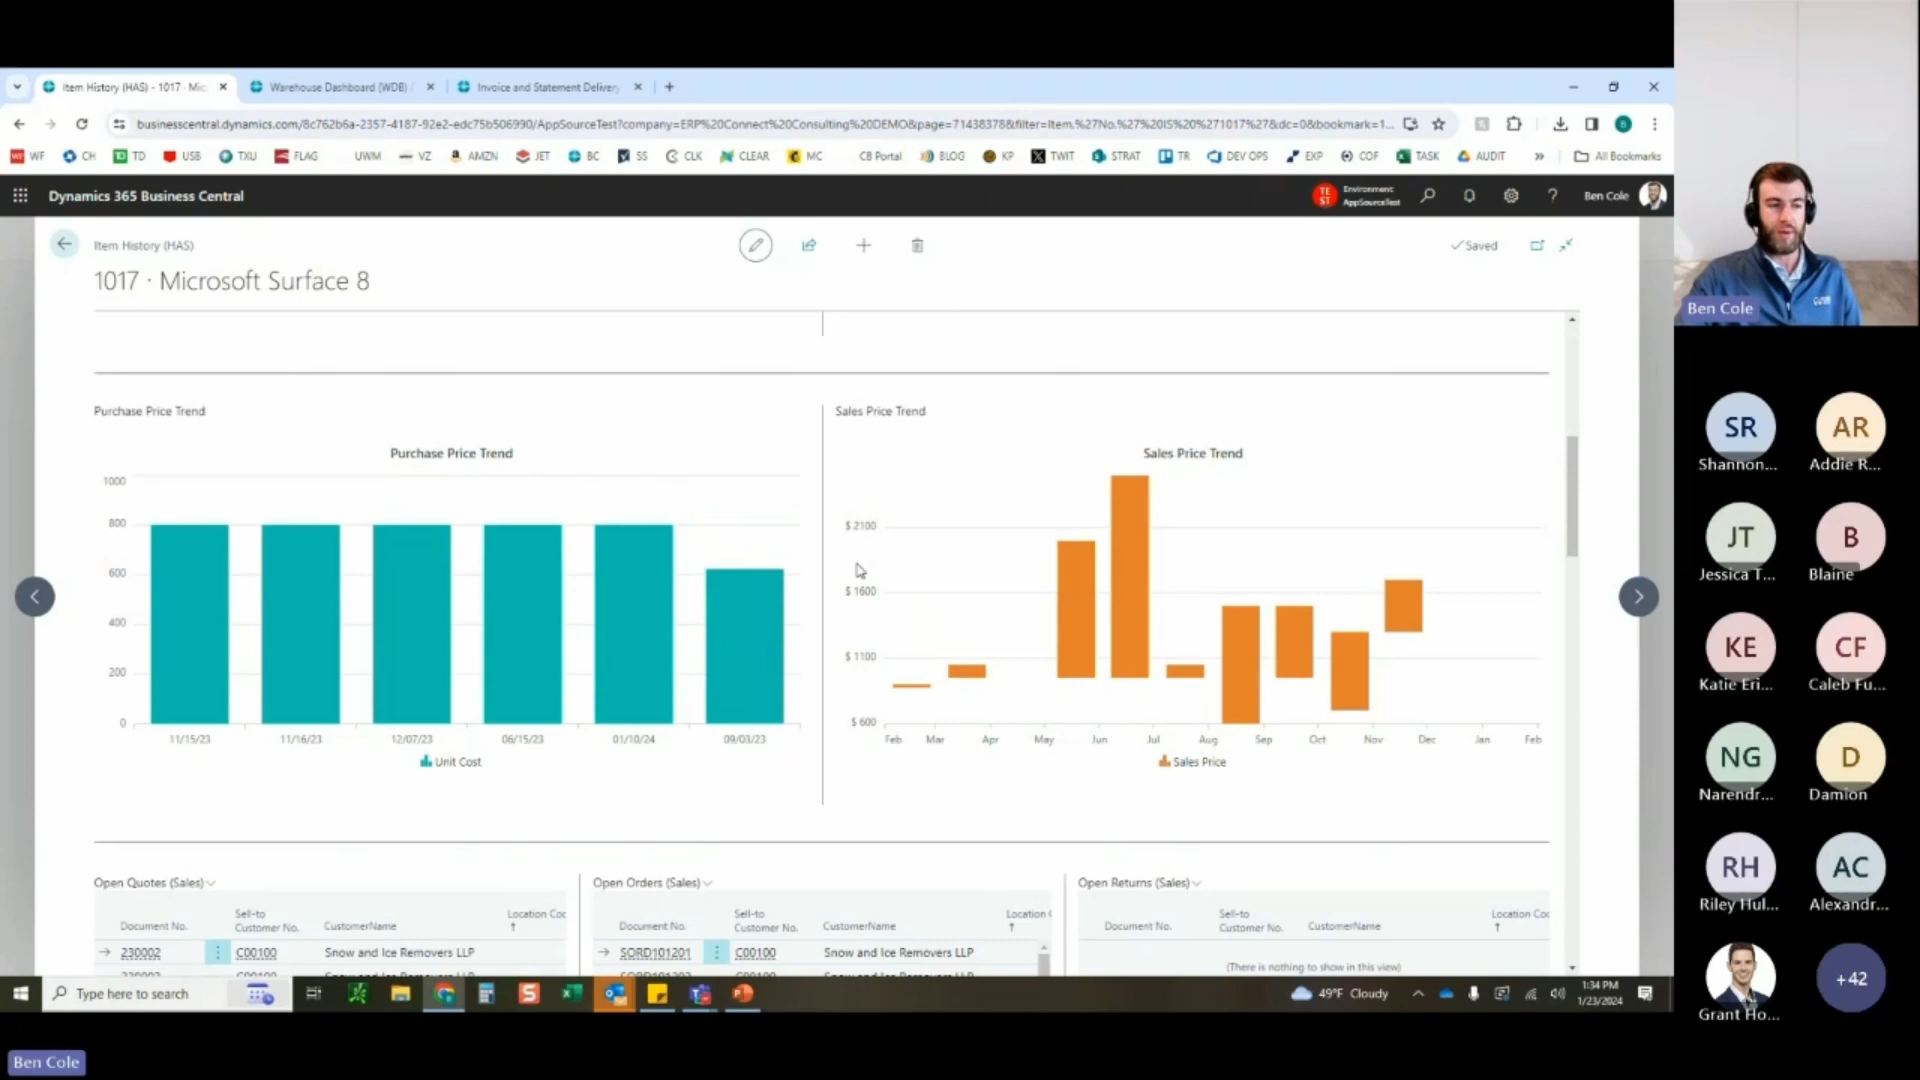 Item History (HAS) - 1017 · Mic
Warehouse Dashboard (WDB)
Invoice and Statement Delivery
businesscentral.dynamics.com/8c762b6a-2357-4187-92e2-edc75b506990/AppSourceTest?company=ERP%20Connect%20Consulting%20DEMO&page=71438378&filter=Item.%27No.%27%20IS%20%271017%27&dc=0&bookmark=1...
WF CH TD USB TXU FLAG UWM VZ AMZN JET BC SS CLK CLEAR MC CB Portal BLOG KP TWIT STRAT TR DEV OPS EXP COF TASK AUDIT » All Bookmarks
Dynamics 365 Business Central
TE ST
Environment:
AppSourceTest
Ben Cole
Item History (HAS)
Saved
1017 · Microsoft Surface 8
Purchase Price Trend
Purchase Price Trend
1000
800
600
400
200
0
11/15/23 11/16/23 12/07/23 06/15/23 01/10/24 09/03/23
Unit Cost
Sales Price Trend
Sales Price Trend
$ 2100
$ 1600
$ 1100
$ 600
Feb Mar Apr May Jun Jul Aug Sep Oct Nov Dec Jan Feb
Sales Price
Open Quotes (Sales)
Document No. Sell-to Customer No. CustomerName Location Coc
230002 C00100 Snow and Ice Removers LLP
Open Orders (Sales)
Document No. Sell-to Customer No. CustomerName Location
SORD101201 C00100 Snow and Ice Removers LLP
Open Returns (Sales)
Document No. Sell-to Customer No. CustomerName Location Coc
(There is nothing to show in this view)
Type here to search
49°F Cloudy
1:34 PM
1/23/2024
Ben Cole
SR
Shannon...
AR
Addie R...
JT
Jessica T...
B
Blaine
KE
Katie Eri...
CF
Caleb Fu...
NG
Narendr...
D
Damion
RH
Riley Hul...
AC
Alexandr...
Grant Ho...
+42
Ben Cole